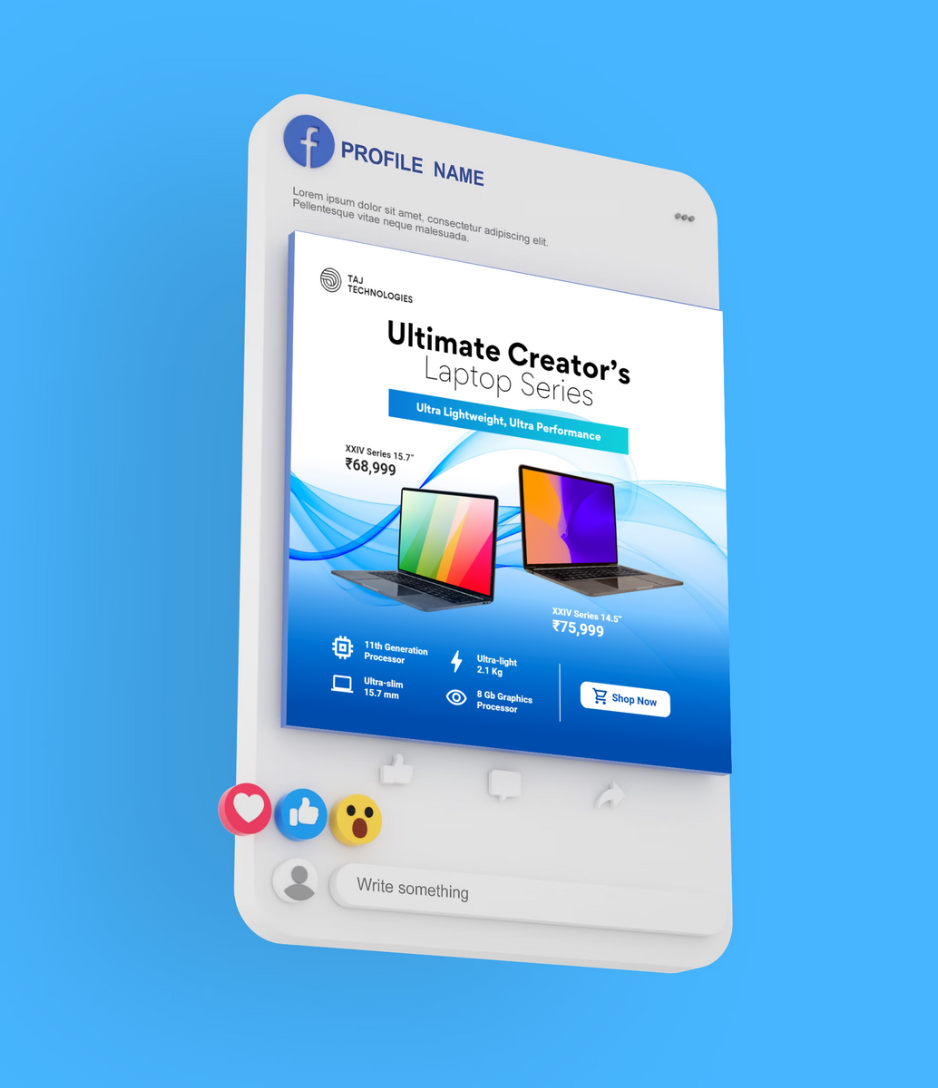 PROFILE NAME
Lorem ipsum dolor sit amet, consectetur adipiscing elit.
Pellentesque vitae neque malesuada.
TAJ
TECHNOLOGIES
Ultimate Creator's
Laptop Series
Ultra Lightweight, Ultra Performance
XXIV Series 15.7"
₹68,999
XXIV Series 14.5"
₹75,999
11th Generation
Processor
Ultra-light
2.1 Kg
Ultra-slim
15.7 mm
8 Gb Graphics
Processor
Shop Now
Write something